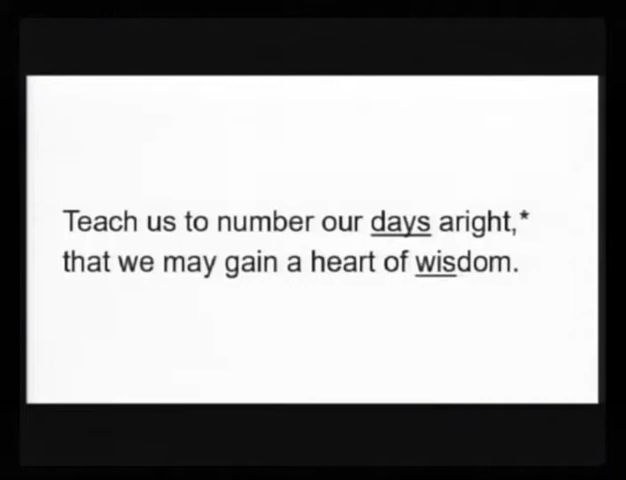 Teach us to number our days aright,*
that we may gain a heart of wisdom.